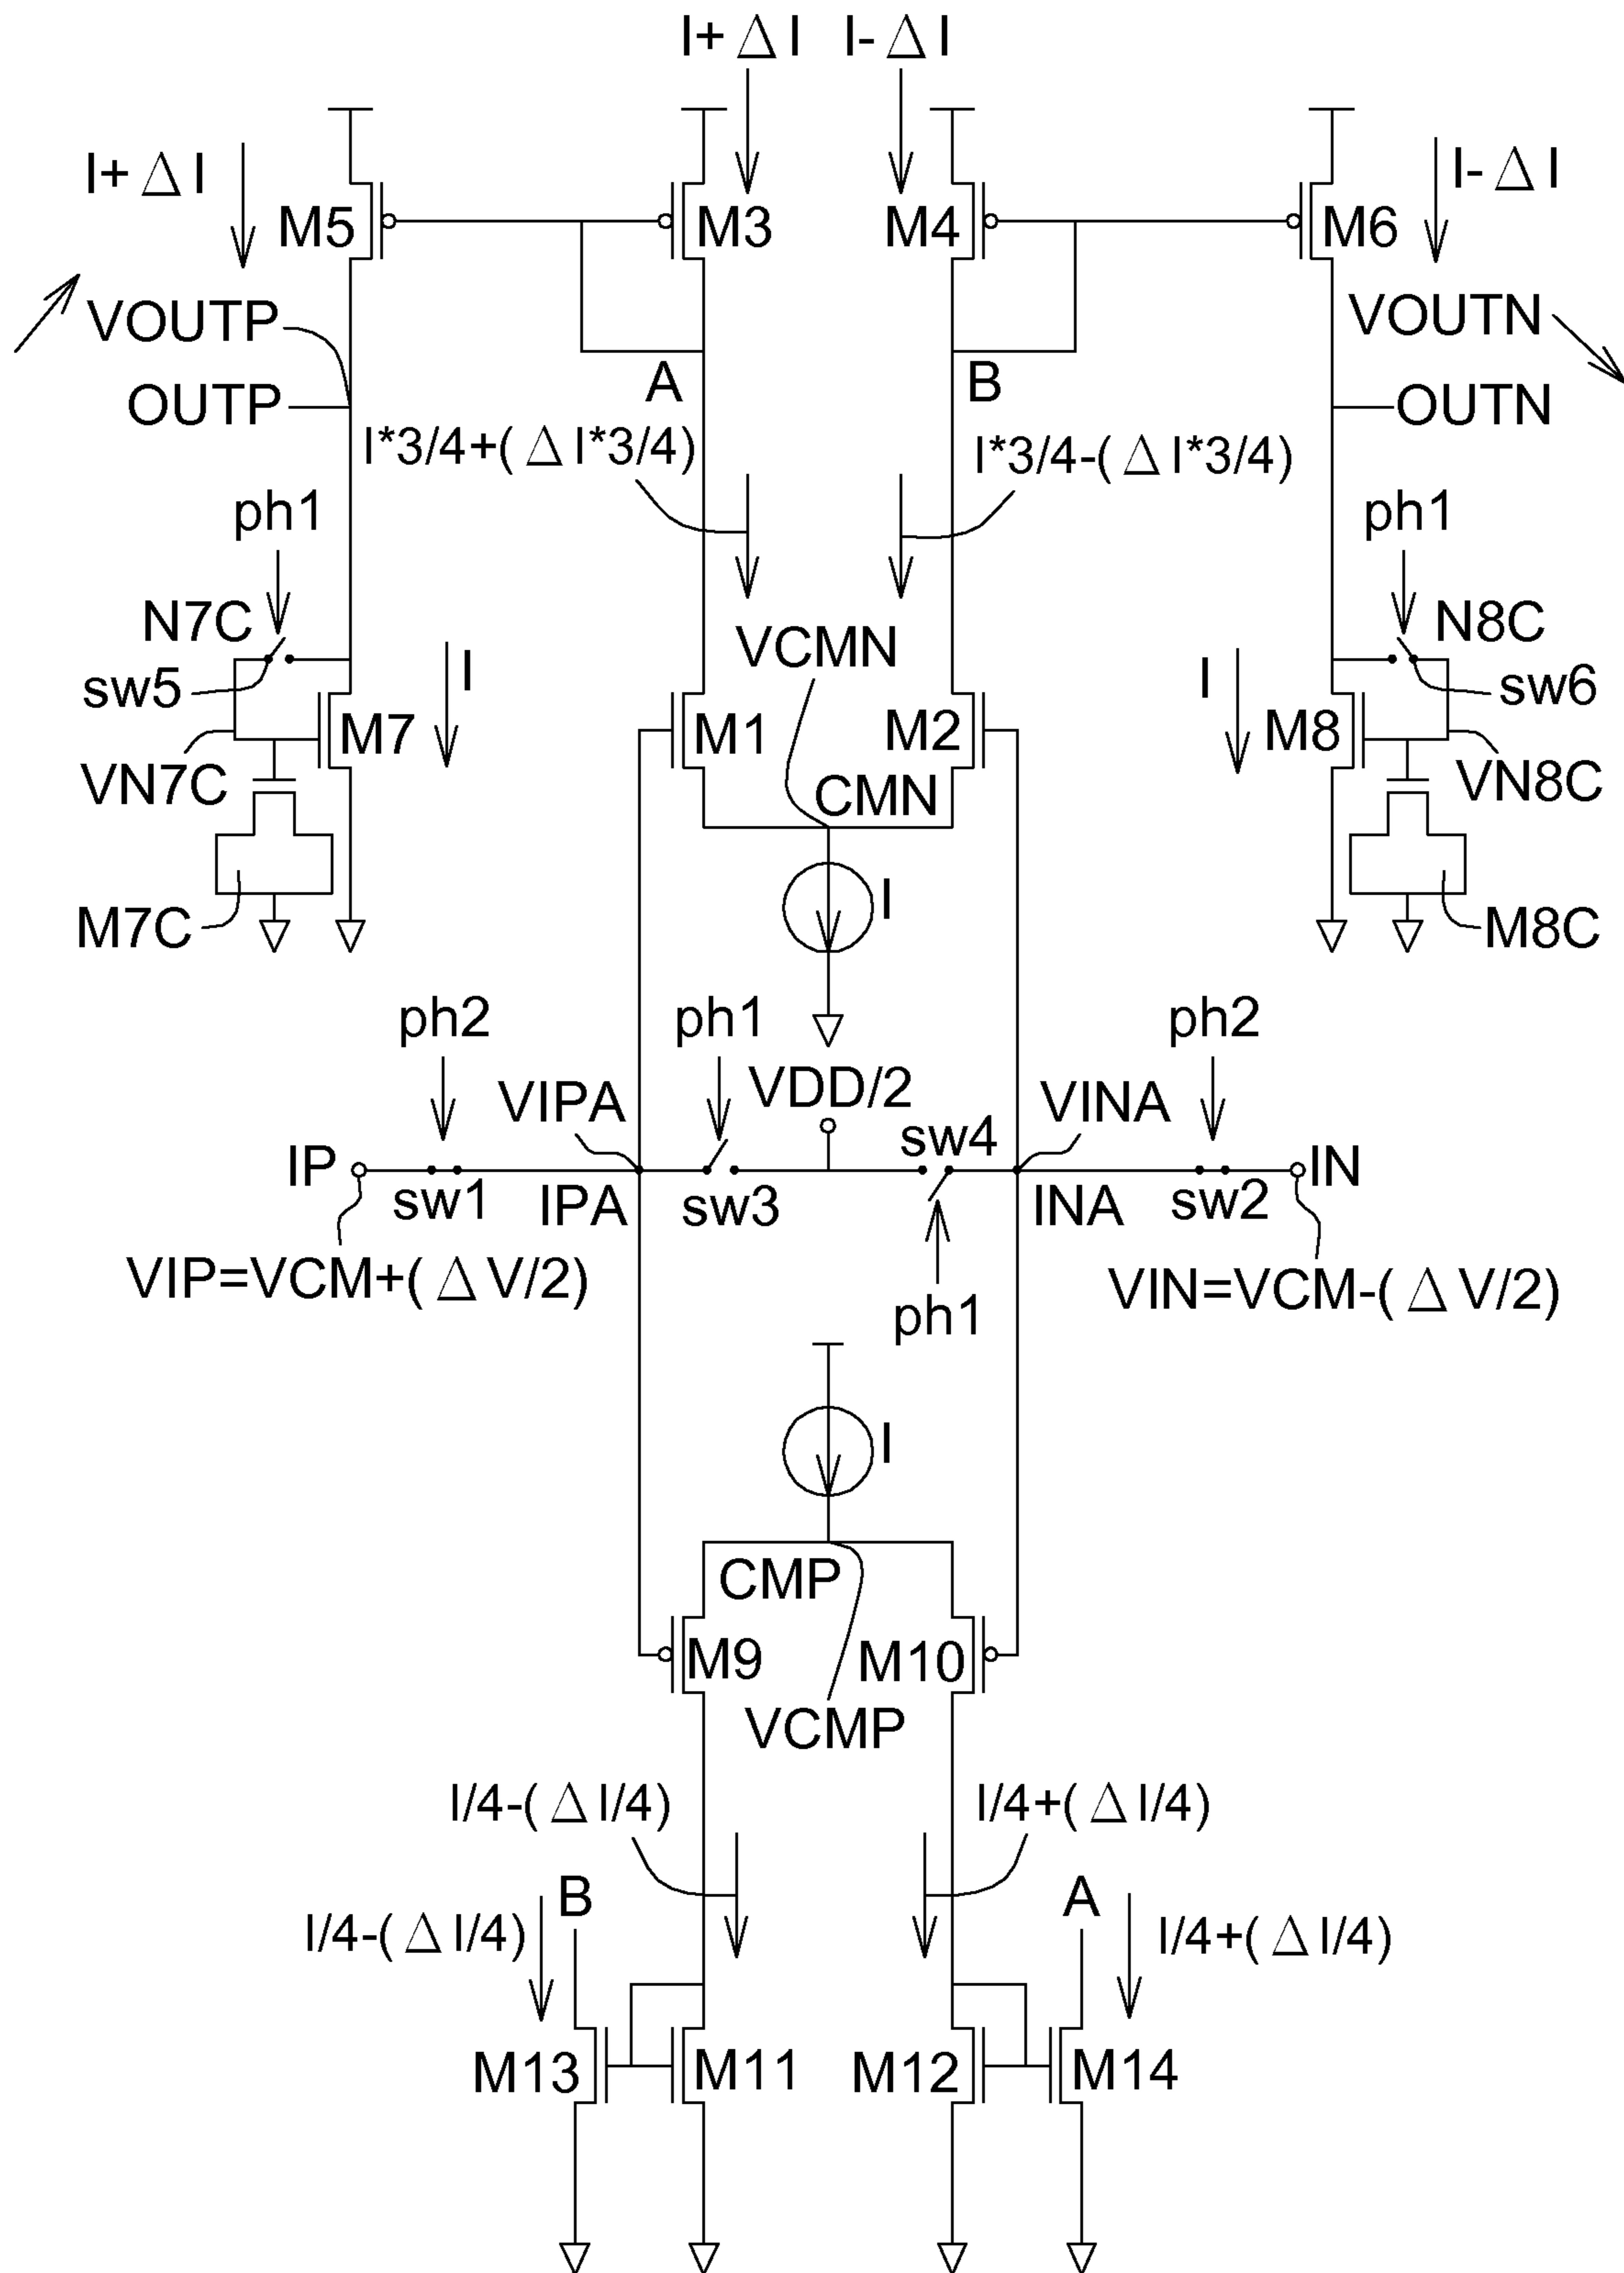 I+ΔI I-ΔI
I+ΔI M5 M3 M4 M6 I-ΔI
VOUTP VOUTN
OUTP A B OUTN
I*3/4+(ΔI*3/4) I*3/4-(ΔI*3/4)
ph1 ph1
N7C VCMN N8C
sw5 I I sw6
M7 M1 M2 M8
VN7C CMN VN8C
M7C I M8C
ph2 ph1 VDD/2 ph2
VIPA VINA
IP sw4 IN
sw1 IPA sw3 INA sw2
VIP=VCM+(ΔV/2) VIN=VCM-(ΔV/2)
ph1
I
CMP
M9 M10
VCMP
I/4-(ΔI/4) I/4+(ΔI/4)
B A
I/4-(ΔI/4) I/4+(ΔI/4)
M13 M11 M12 M14